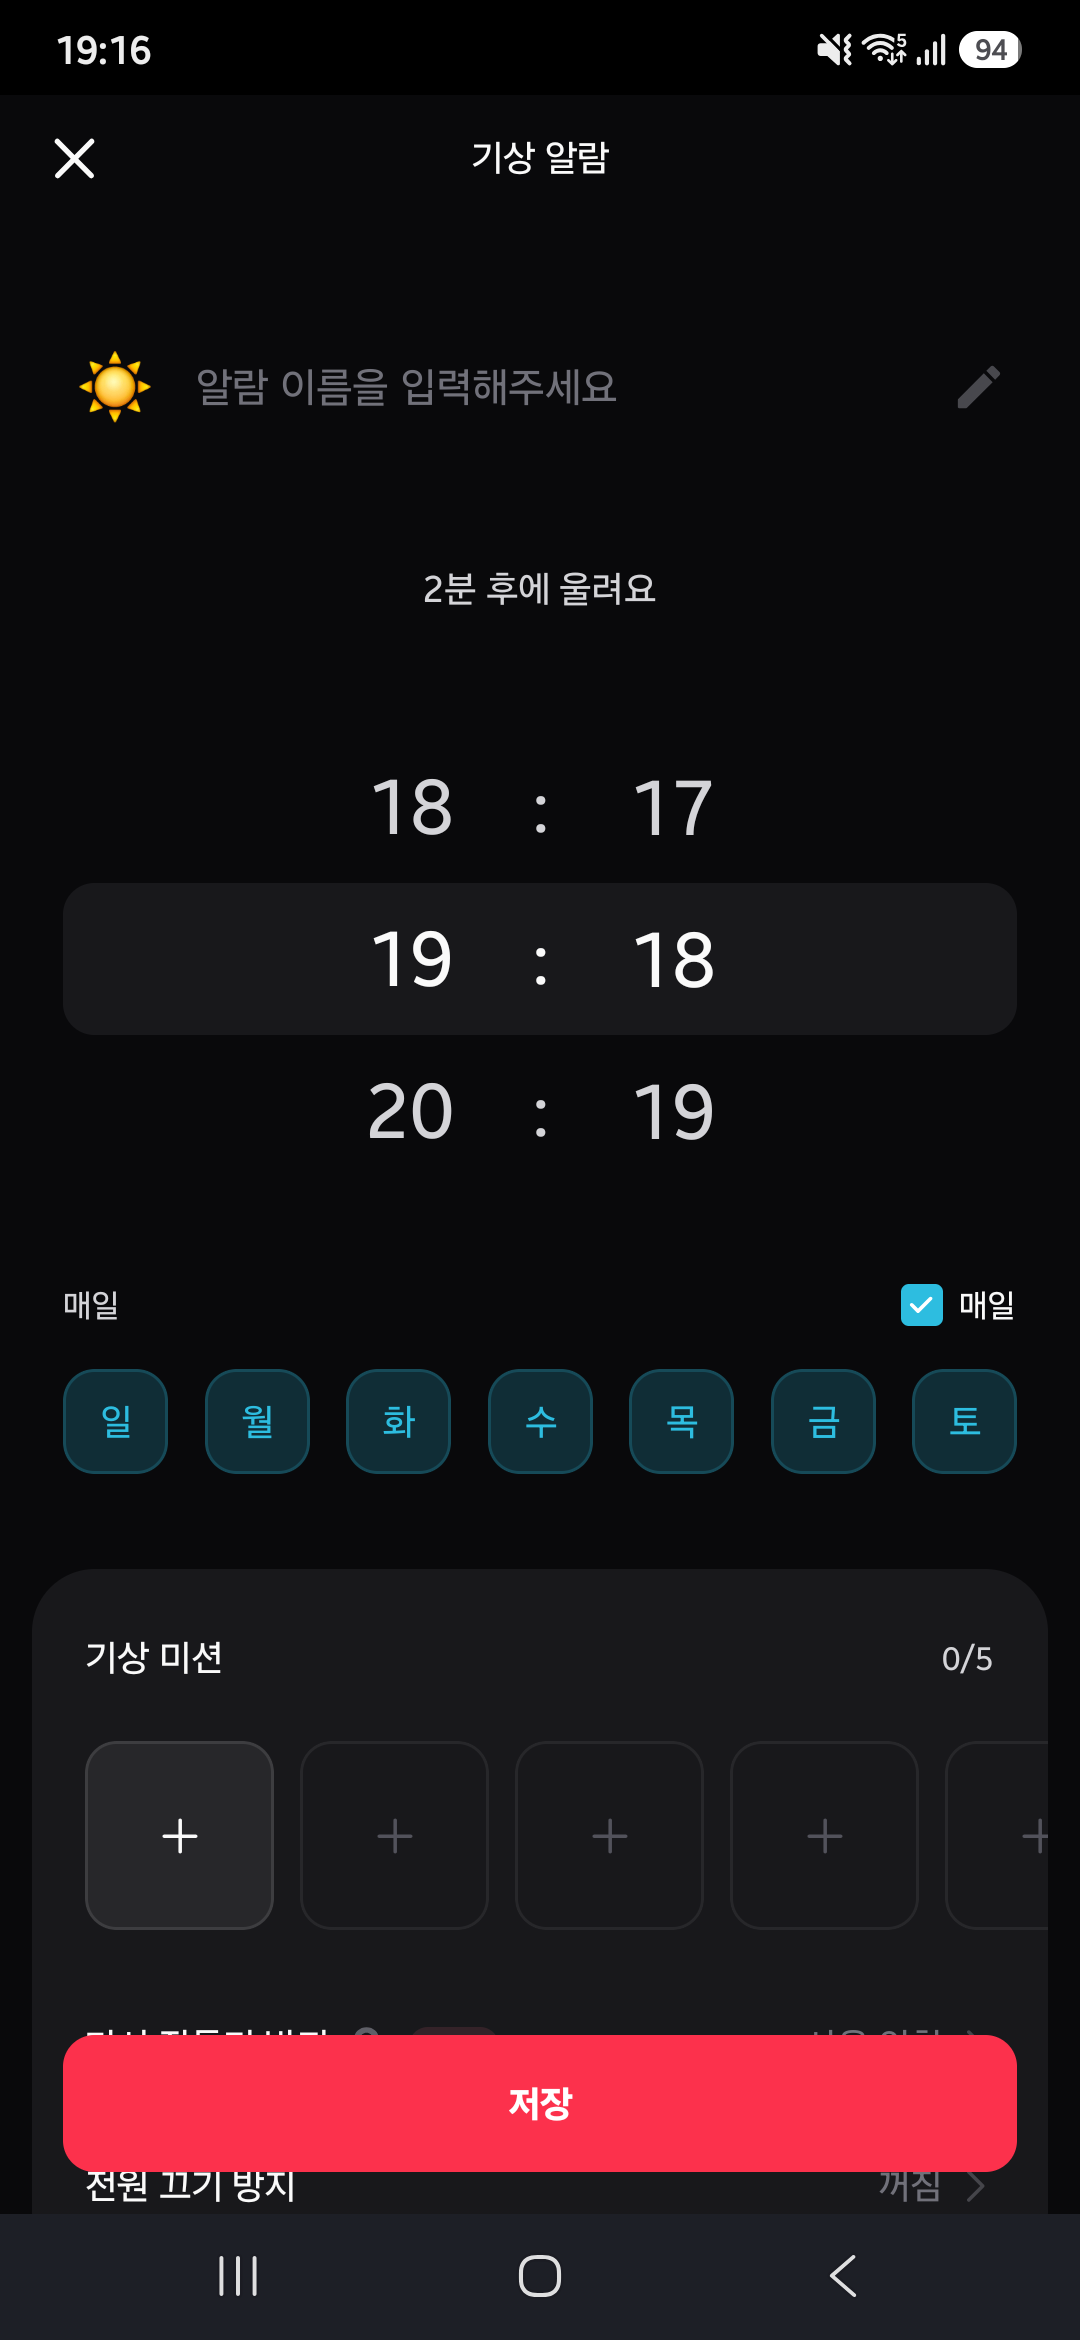 19:16 5 94
기상 알람
알람 이름을 입력해주세요
2분 후에 울려요
18 : 17
19 : 18
20 : 19
매일 매일
일 월 화 수 목 금 토
기상 미션 0/5
저장
전원 끄기 방지 꺼짐